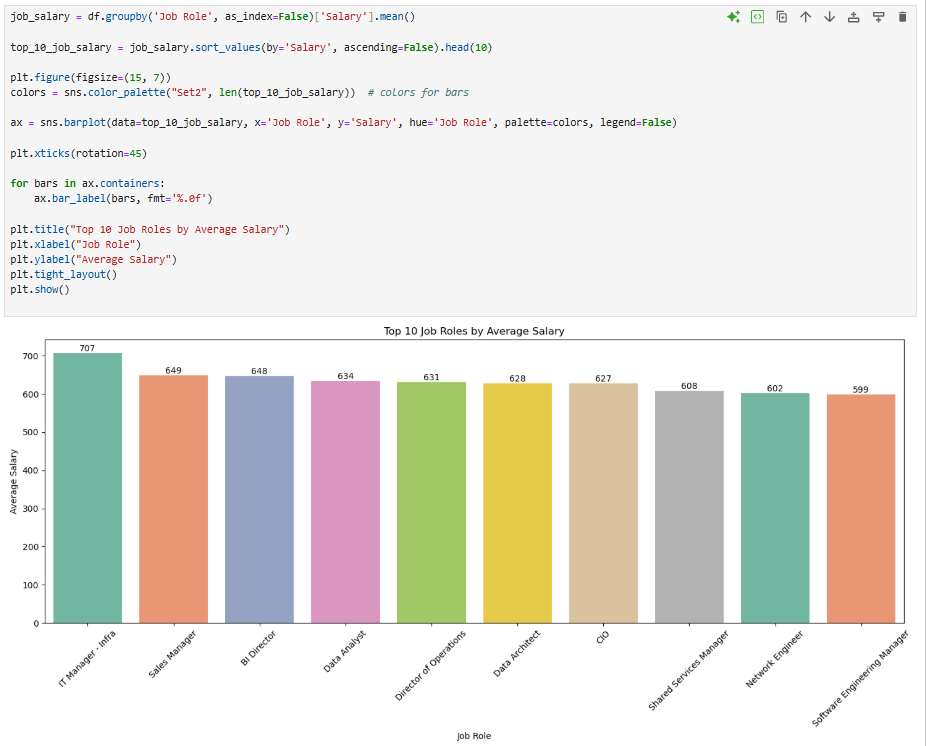 job_salary = df.groupby('Job Role', as_index=False)['Salary'].mean()
top_10_job_salary = job_salary.sort_values(by='Salary', ascending=False).head(10)
plt.figure(figsize=(15, 7))
colors = sns.color_palette("Set2", len(top_10_job_salary))  # colors for bars
ax = sns.barplot(data=top_10_job_salary, x='Job Role', y='Salary', hue='Job Role', palette=colors, legend=False)
plt.xticks(rotation=45)
for bars in ax.containers:
    ax.bar_label(bars, fmt='%.0f')
plt.title("Top 10 Job Roles by Average Salary")
plt.xlabel("Job Role")
plt.ylabel("Average Salary")
plt.tight_layout()
plt.show()
Top 10 Job Roles by Average Salary
707
649
648
634
631
628
627
608
602
599
700
600
500
400
300
200
100
0
Average Salary
IT Manager - Infra
Sales Manager
BI Director
Data Analyst
Director of Operations
Data Architect
CIO
Shared Services Manager
Network Engineer
Software Engineering Manager
Job Role